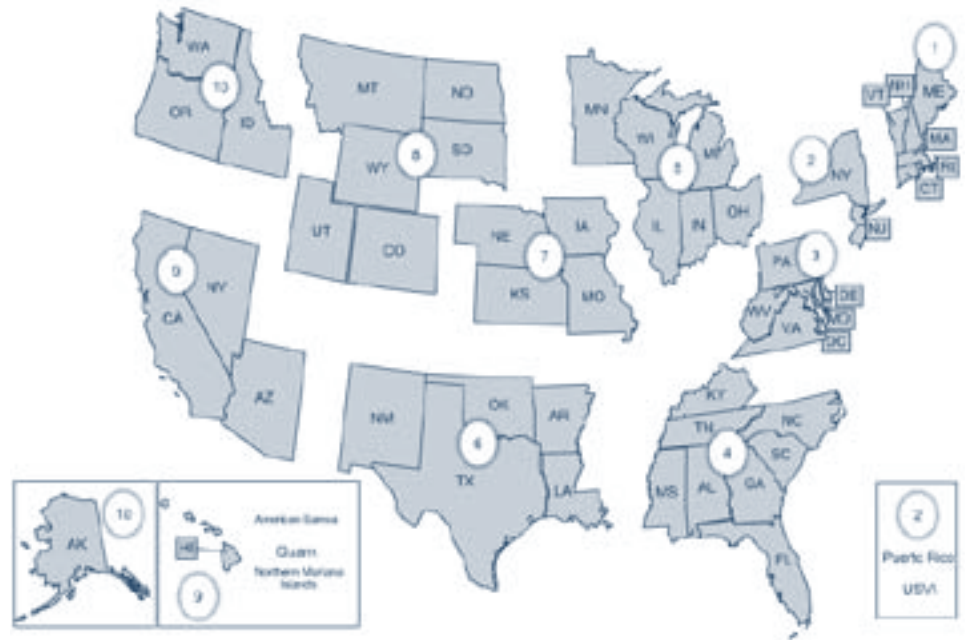 WA
10
OR
ID
MT
ND
8
WY
SD
UT
CO
MN
WI
MI
5
IL
IN
OH
1
VT
NH
ME
MA
RI
CT
2
NY
NJ
3
PA
DE
MD
WV
VA
DC
9
NV
CA
AZ
NE
IA
7
KS
MO
NM
OK
AR
6
TX
LA
KY
TN
NC
4
SC
MS
AL
GA
FL
10
AK
American Samoa
HI
Guam
Northern Mariana
Islands
9
2
Puerto Rico
USVI